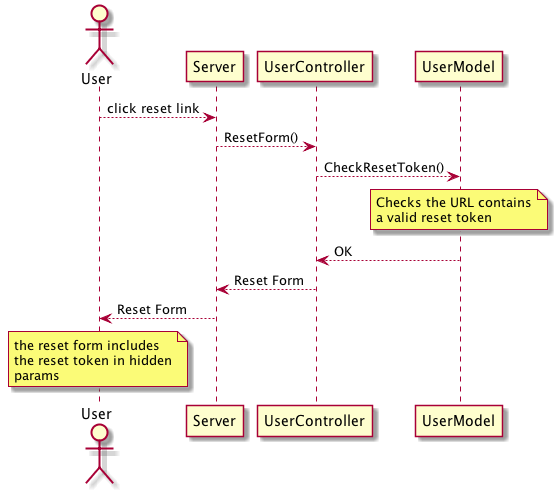 User
Server
UserController
UserModel
click reset link
ResetForm()
CheckResetToken()
Checks the URL contains
a valid reset token
OK
Reset Form
Reset Form
the reset form includes
the reset token in hidden
params
User
Server
UserController
UserModel